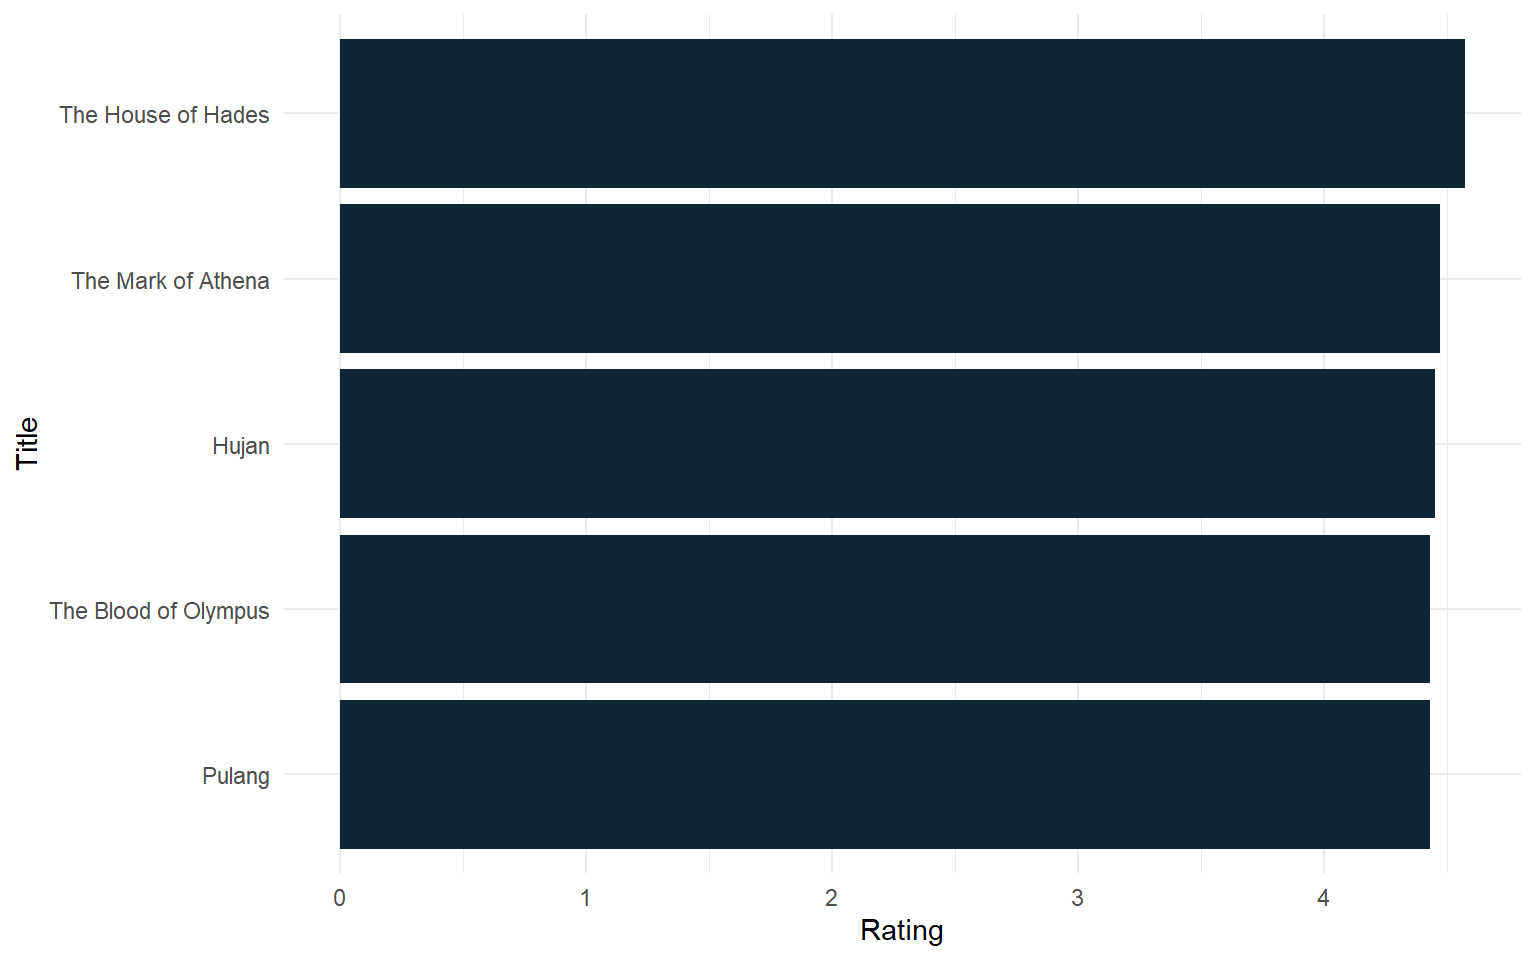 The House of Hades
The Mark of Athena
Hujan
The Blood of Olympus
Pulang
Title
0 1 2 3 4
Rating